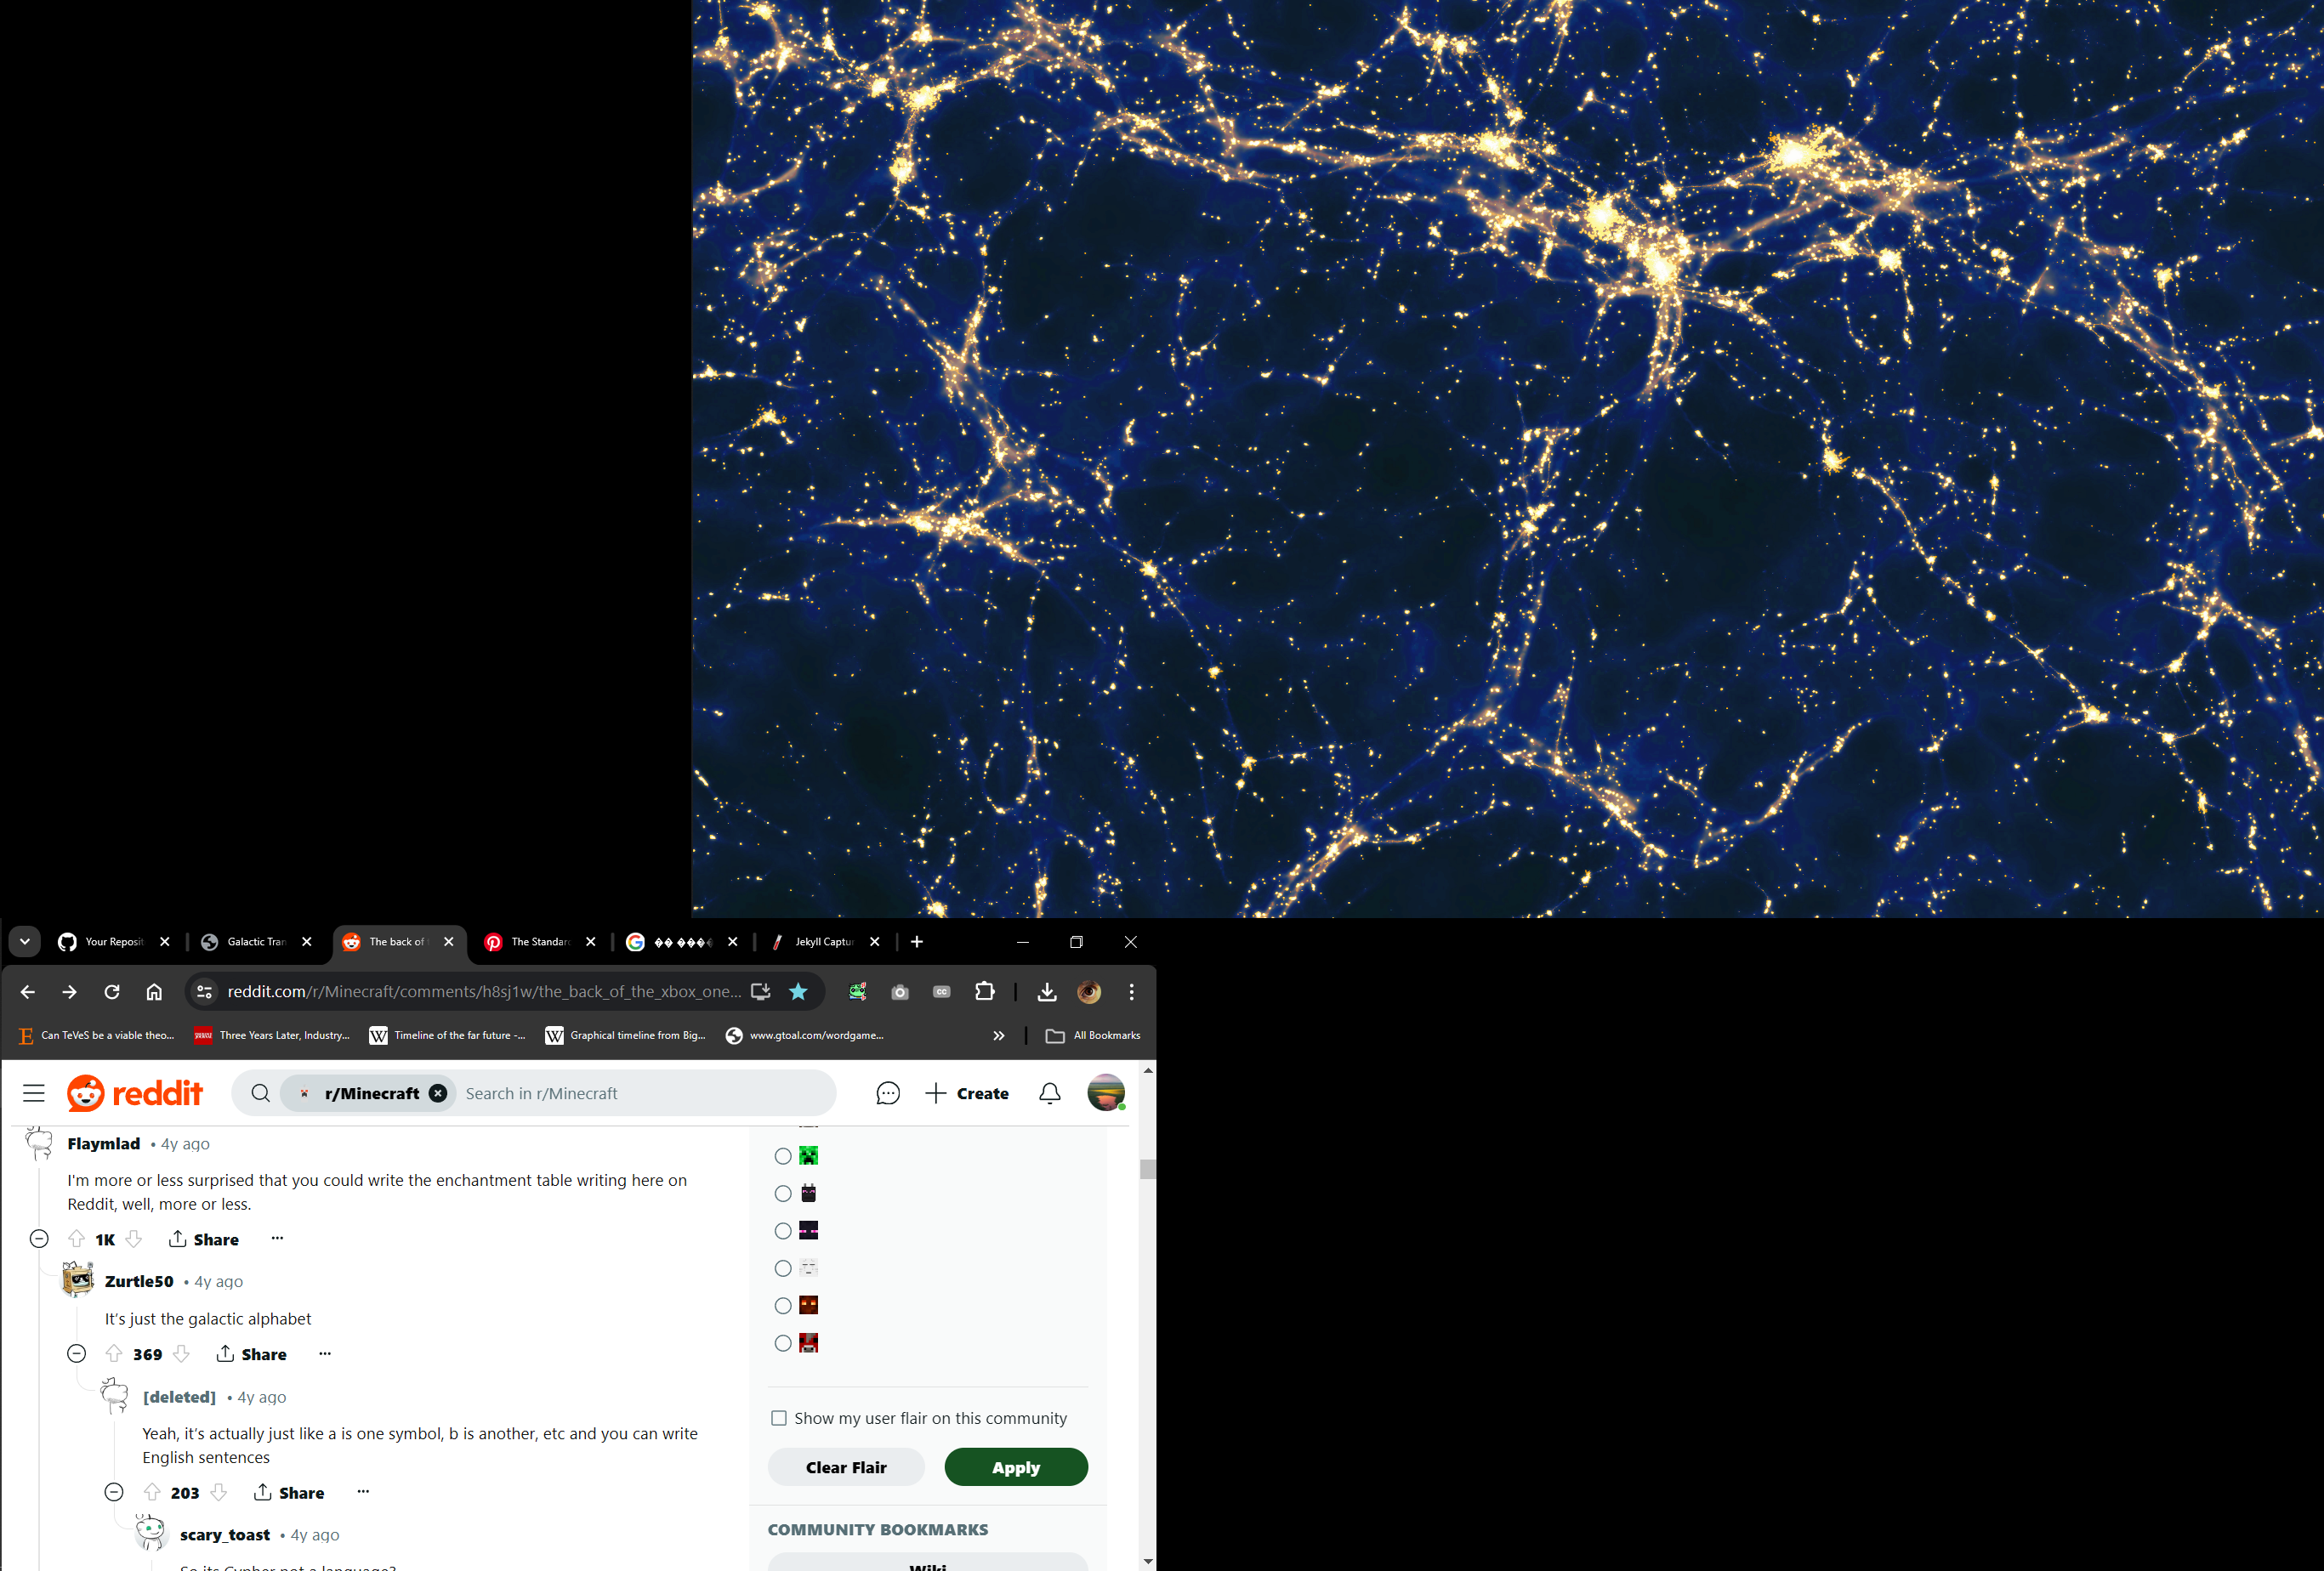 Your Reposit
Galactic Tran
The back of
The Standar
Jekyll Captur
reddit.com/r/Minecraft/comments/h8sj1w/the_back_of_the_xbox_one...
Can TeVeS be a viable theo...
Three Years Later, Industry...
Timeline of the far future -...
Graphical timeline from Big...
www.gtoal.com/wordgame...
All Bookmarks
reddit
r/Minecraft
Search in r/Minecraft
Create
Flaymlad • 4y ago
I'm more or less surprised that you could write the enchantment table writing here on
Reddit, well, more or less.
1K
Share
Zurtle50 • 4y ago
It's just the galactic alphabet
369
Share
[deleted] • 4y ago
Yeah, it's actually just like a is one symbol, b is another, etc and you can write
English sentences
203
Share
scary_toast • 4y ago
So its Cypher not a language?
Show my user flair on this community
Clear Flair
Apply
COMMUNITY BOOKMARKS
Wiki